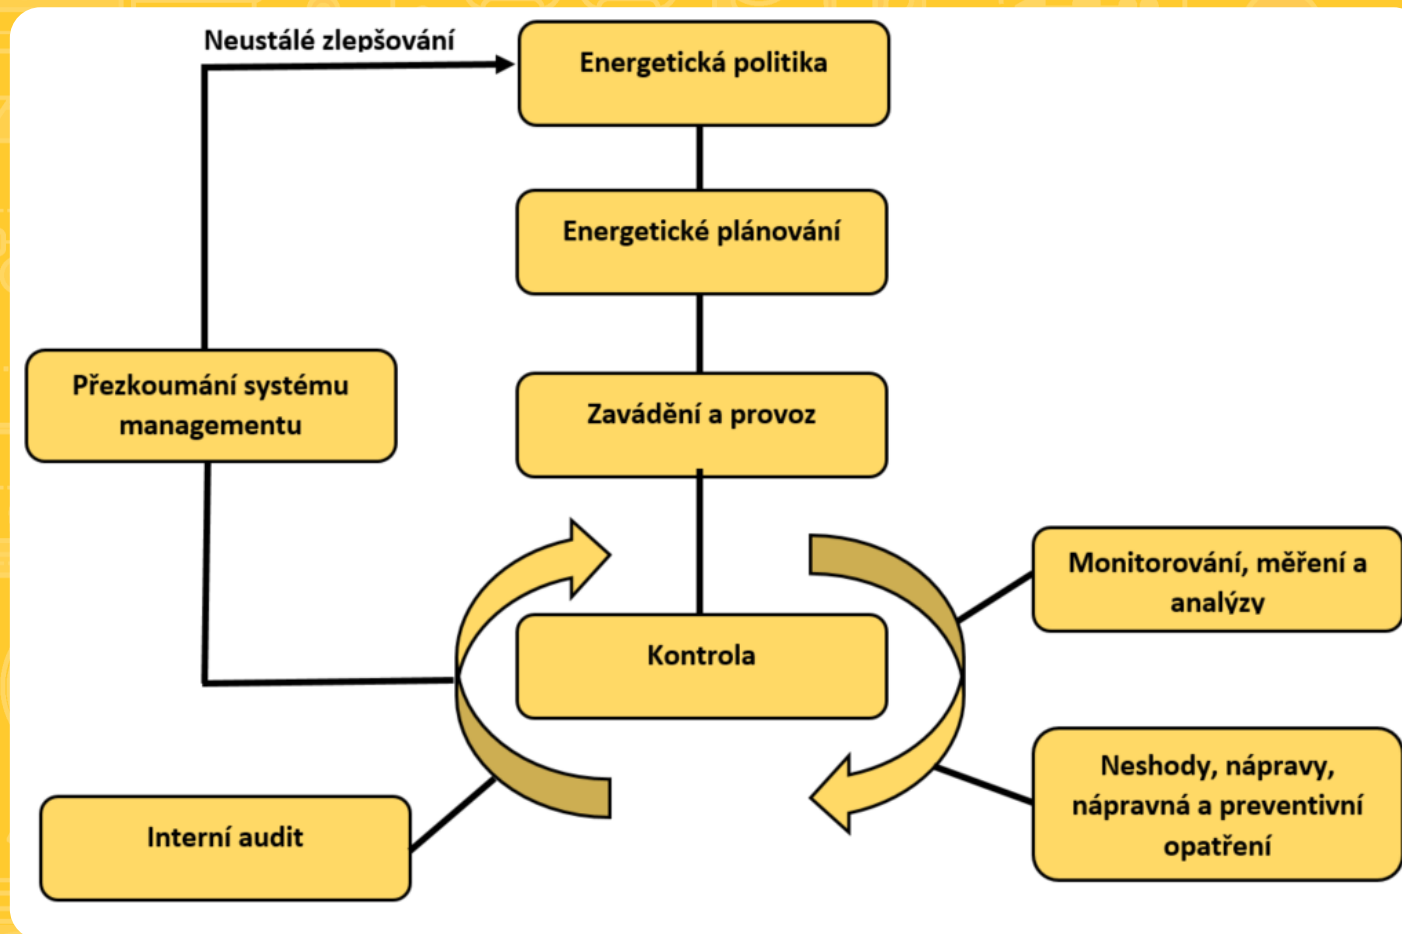 Neustálé zlepšování
Energetická politika
Energetické plánování
Přezkoumání systému
managementu
Zavádění a provoz
Monitorování, měření a
analýzy
Kontrola
Neshody, nápravy,
nápravná a preventivní
opatření
Interní audit